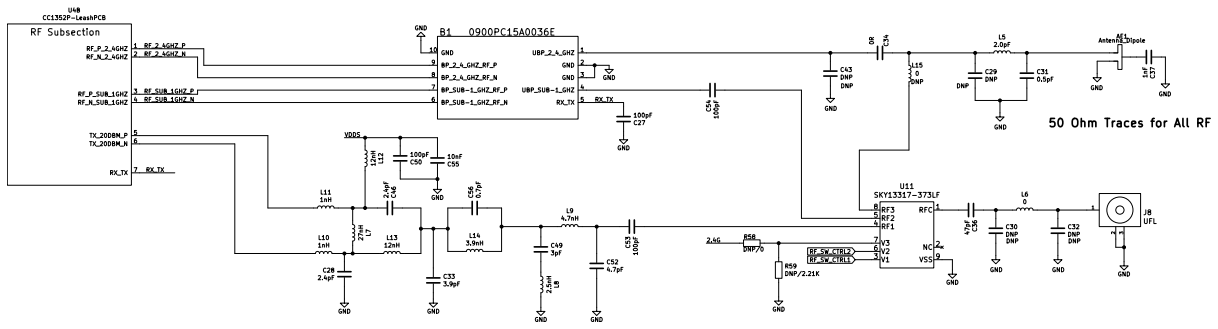 U4B
CC1352P-LeashPCB
RF Subsection
RF_P_2_4GHZ 1 RF_2_4GHZ_P
RF_N_2_4GHZ 2 RF_2_4GHZ_N
RF_P_SUB_1GHZ 3 RF_SUB_1GHZ_P
RF_N_SUB_1GHZ 4 RF_SUB_1GHZ_N
TX_20DBM_P 5
TX_20DBM_N 6
RX_TX 7 RX_TX
GND
B1 0900PC15A0036E
10 GND
9 BP_2_4_GHZ_RF_P
8 BP_2_4_GHZ_RF_N
7 BP_SUB-1_GHZ_RF_P
6 BP_SUB-1_GHZ_RF_N
UBP_2_4_GHZ 1
GND 2
GND 3
UBP_SUB-1_GHZ 4
RX_TX 5 RX_TX
GND
100pF
C27
GND
C54
100pF
0R
C34
C43
DNP
DNP
GND
L15
0
DNP
L5
2.0pF
C29
DNP
DNP
C31
0.5pF
GND
AE1
Antenna_Dipole
GND
1nF
C37
GND
50 Ohm Traces for All RF
VDDS
12nH
L12
100pF
C50
10nF
C55
GND
L11
1nH
2.4pF
C46
27nH
L7
L10
1nH
L13
12nH
C28
2.4pF
GND
C33
3.9pF
GND
C56
0.7pF
L14
3.9nH
L9
4.7nH
C49
3pF
2.5nH
L8
GND
C52
4.7pF
GND
C53
100pF
2.4G
R58
DNP/0
R59
DNP/2.21K
GND
RF_SW_CTRL2
RF_SW_CTRL1
U11
SKY13317-373LF
8 RF3
5 RF2
4 RF1
7 V3
6 V2
3 V1
RFC 1
NC 2
VSS 9
GND
47pF
C36
C30
DNP
DNP
GND
L6
0
C32
DNP
DNP
GND
1
2
3
J8
UFL
GND